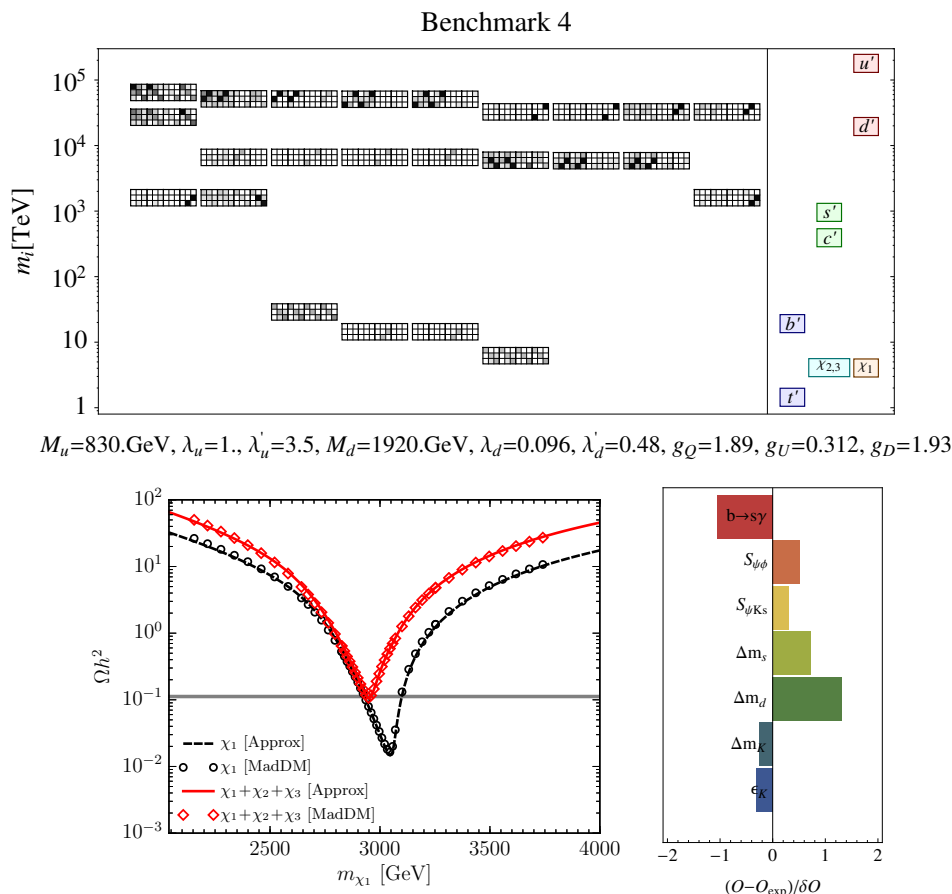 Benchmark 4
m_i[TeV]
10^5
10^4
10^3
10^2
10
1
u'
d'
s'
c'
b'
χ_{2,3} χ_1
t'
M_u=830.GeV, λ_u=1., λ'_u=3.5, M_d=1920.GeV, λ_d=0.096, λ'_d=0.48, g_Q=1.89, g_U=0.312, g_D=1.93
Ωh^2
10^2
10^1
10^0
10^{-1}
10^{-2}
10^{-3}
χ_1 [Approx]
χ_1 [MadDM]
χ_1+χ_2+χ_3 [Approx]
χ_1+χ_2+χ_3 [MadDM]
2500 3000 3500 4000
m_{χ_1} [GeV]
b→sγ
S_{ψϕ}
S_{ψKs}
Δm_s
Δm_d
Δm_K
ϵ_K
−2 −1 0 1 2
(O−O_{exp})/δO